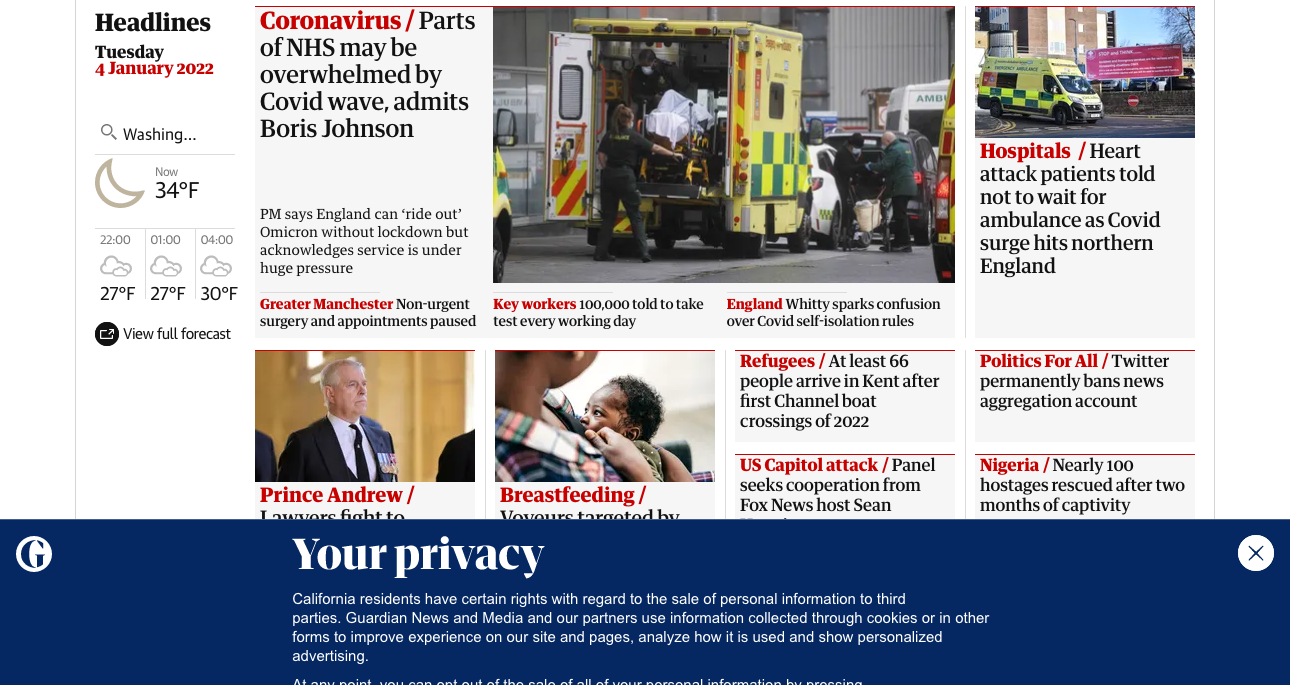 Headlines
Tuesday
4 January 2022
Washing...
Now
34°F
22:00 01:00 04:00
27°F 27°F 30°F
View full forecast
Coronavirus / Parts
of NHS may be
overwhelmed by
Covid wave, admits
Boris Johnson
PM says England can ‘ride out’
Omicron without lockdown but
acknowledges service is under
huge pressure
Greater Manchester Non-urgent
surgery and appointments paused
Key workers 100,000 told to take
test every working day
England Whitty sparks confusion
over Covid self-isolation rules
AMBU
STOP and THINK
Hospitals / Heart
attack patients told
not to wait for
ambulance as Covid
surge hits northern
England
Prince Andrew /
Lawyers fight to
Breastfeeding /
Voyeurs targeted by
Refugees / At least 66
people arrive in Kent after
first Channel boat
crossings of 2022
US Capitol attack / Panel
seeks cooperation from
Fox News host Sean
Politics For All / Twitter
permanently bans news
aggregation account
Nigeria / Nearly 100
hostages rescued after two
months of captivity
G
Your privacy
California residents have certain rights with regard to the sale of personal information to third
parties. Guardian News and Media and our partners use information collected through cookies or in other
forms to improve experience on our site and pages, analyze how it is used and show personalized
advertising.
At any point, you can opt out of the sale of all of your personal information by pressing